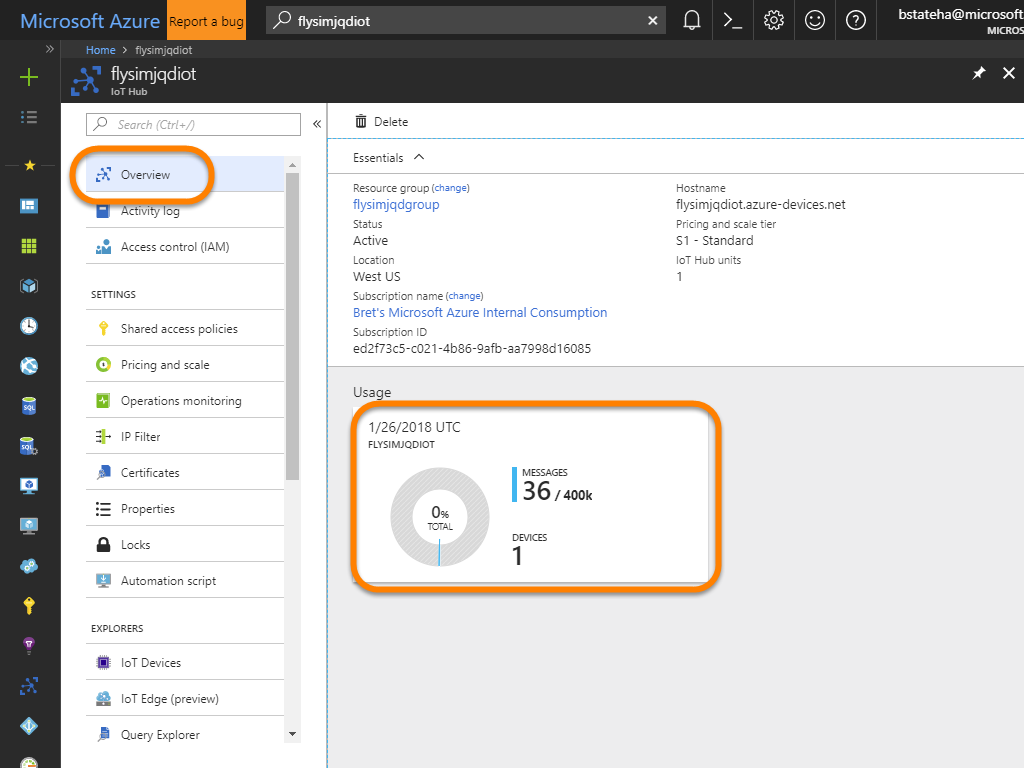 Microsoft Azure
Report a bug
flysimjqdiot
bstateha@microsoft
MICROS
Home > flysimjqdiot
flysimjqdiot
IoT Hub
Search (Ctrl+/)
Overview
Activity log
Access control (IAM)
SETTINGS
Shared access policies
Pricing and scale
Operations monitoring
IP Filter
Certificates
Properties
Locks
Automation script
EXPLORERS
IoT Devices
IoT Edge (preview)
Query Explorer
Delete
Essentials
Resource group (change)
flysimjqdgroup
Status
Active
Location
West US
Subscription name (change)
Bret's Microsoft Azure Internal Consumption
Subscription ID
ed2f73c5-c021-4b86-9afb-aa7998d16085
Hostname
flysimjqdiot.azure-devices.net
Pricing and scale tier
S1 - Standard
IoT Hub units
1
Usage
1/26/2018 UTC
FLYSIMJQDIOT
0%
TOTAL
MESSAGES
36 / 400k
DEVICES
1
SQL
SQL